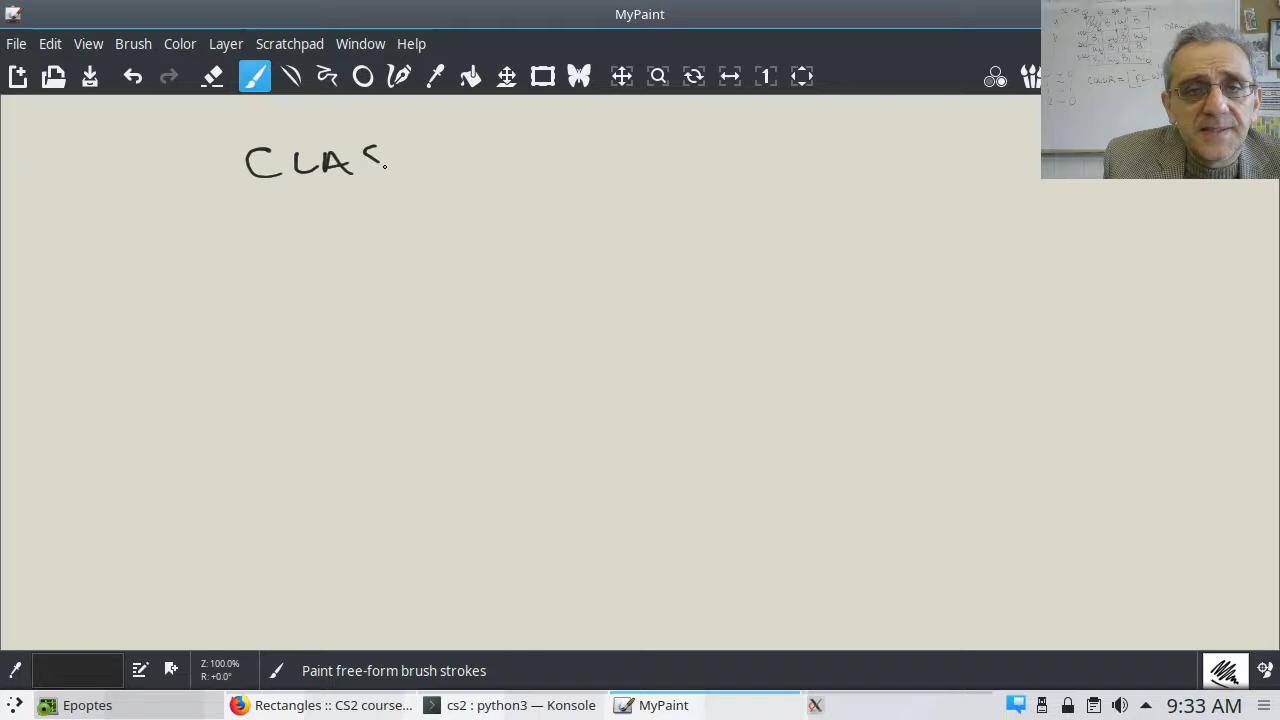 MyPaint
File Edit View Brush Color Layer Scratchpad Window Help
1
CLAS
Z: 100.0%
R: +0.0°
Paint free-form brush strokes
Epoptes Rectangles :: CS2 course... cs2 : python3 — Konsole MyPaint 9:33 AM